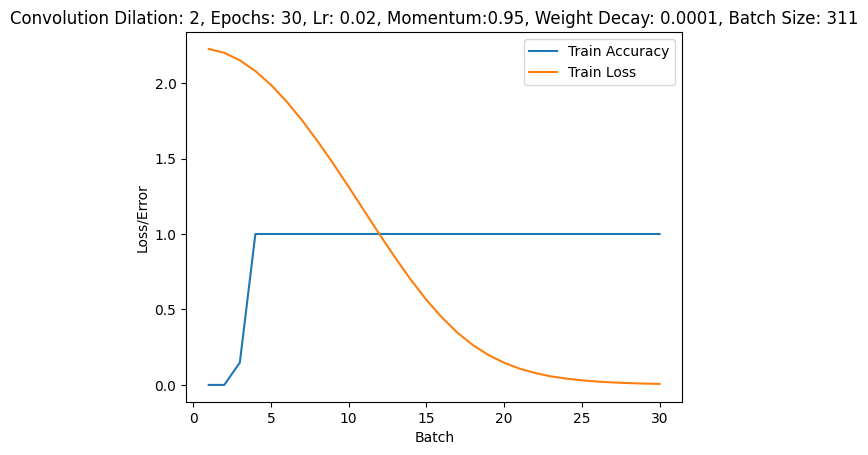 Convolution Dilation: 2, Epochs: 30, Lr: 0.02, Momentum:0.95, Weight Decay: 0.0001, Batch Size: 311
Train Accuracy
Train Loss
2.0
1.5
1.0
0.5
0.0
Loss/Error
0 5 10 15 20 25 30
Batch